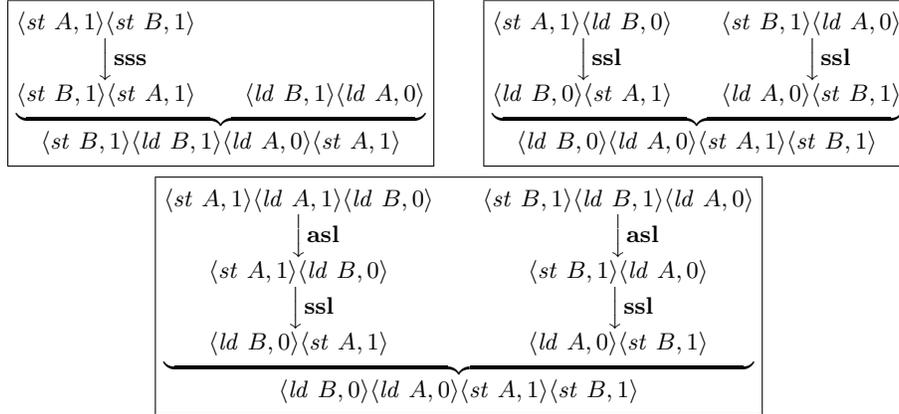 ⟨st A, 1⟩⟨st B, 1⟩
sss
⟨st B, 1⟩⟨st A, 1⟩ ⟨ld B, 1⟩⟨ld A, 0⟩
⟨st B, 1⟩⟨ld B, 1⟩⟨ld A, 0⟩⟨st A, 1⟩
⟨st A, 1⟩⟨ld B, 0⟩ ⟨st B, 1⟩⟨ld A, 0⟩
ssl ssl
⟨ld B, 0⟩⟨st A, 1⟩ ⟨ld A, 0⟩⟨st B, 1⟩
⟨ld B, 0⟩⟨ld A, 0⟩⟨st A, 1⟩⟨st B, 1⟩
⟨st A, 1⟩⟨ld A, 1⟩⟨ld B, 0⟩ ⟨st B, 1⟩⟨ld B, 1⟩⟨ld A, 0⟩
asl asl
⟨st A, 1⟩⟨ld B, 0⟩ ⟨st B, 1⟩⟨ld A, 0⟩
ssl ssl
⟨ld B, 0⟩⟨st A, 1⟩ ⟨ld A, 0⟩⟨st B, 1⟩
⟨ld B, 0⟩⟨ld A, 0⟩⟨st A, 1⟩⟨st B, 1⟩